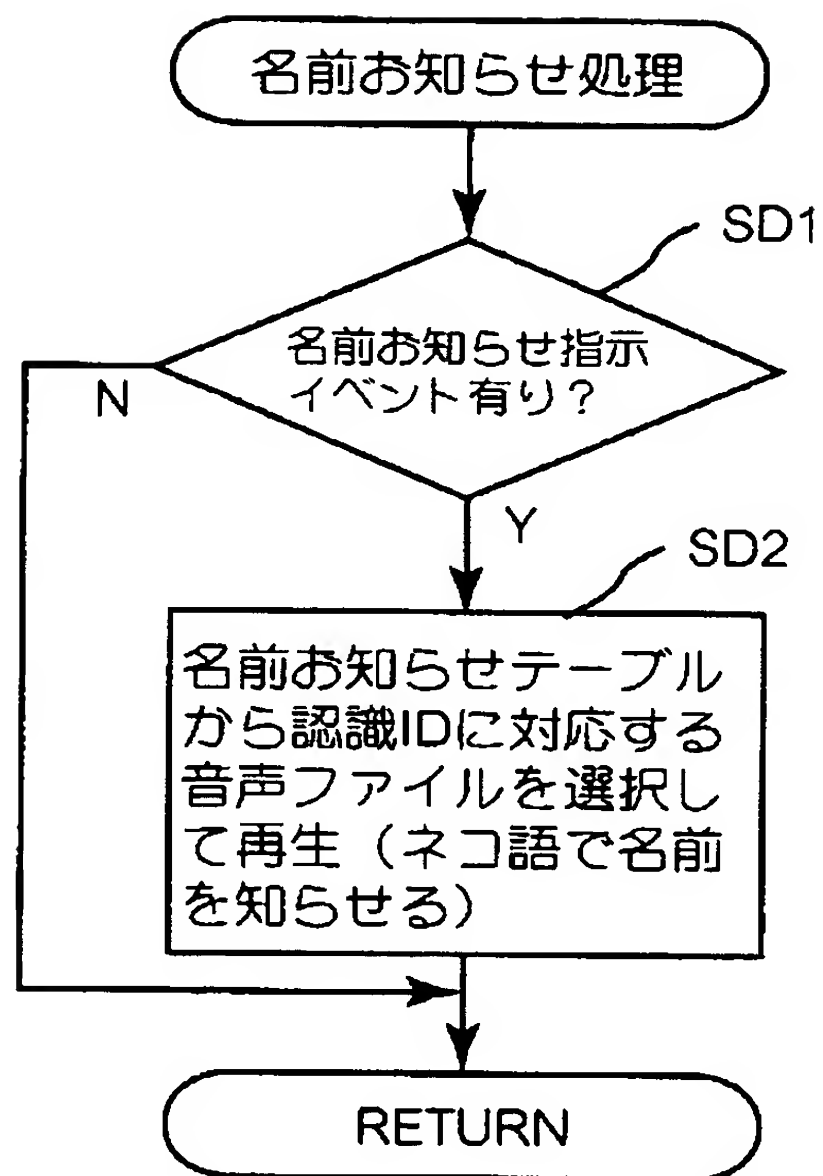 名前お知らせ処理
SD1
名前お知らせ指示
イベント有り？
N
Y
SD2
名前お知らせテーブル
から認識IDに対応する
音声ファイルを選択し
て再生（ネコ語で名前
を知らせる）
RETURN